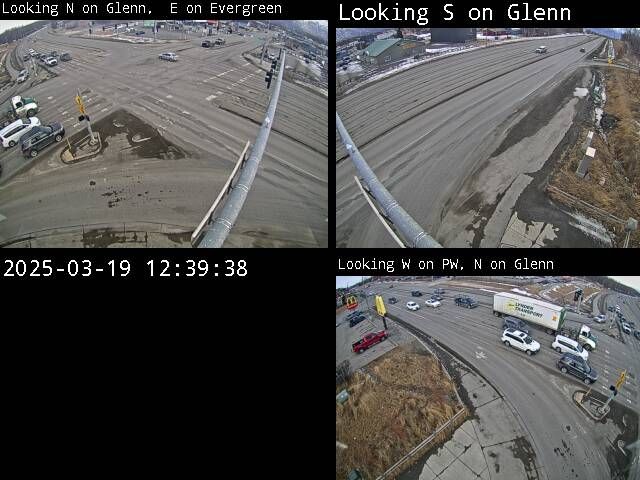 Looking N on Glenn,  E on Evergreen
Looking S on Glenn
2025-03-19 12:39:38
Looking W on PW, N on Glenn
LYNDEN
TRANSPORT